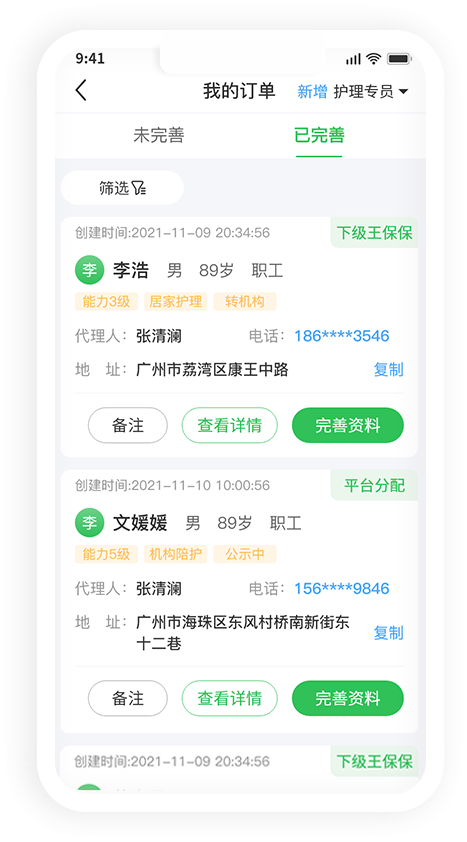 9:41
我的订单 新增 护理专员
未完善 已完善
筛选
创建时间:2021-11-09 20:34:56 下级王保保
李 李浩 男 89岁 职工
能力3级 居家护理 转机构
代理人: 张清澜 电话: 186****3546
地 址: 广州市荔湾区康王中路 复制
备注 查看详情 完善资料
创建时间:2021-11-10 10:00:56 平台分配
李 文媛媛 男 89岁 职工
能力5级 机构陪护 公示中
代理人: 张清澜 电话: 156****9846
地 址: 广州市海珠区东风村桥南新街东
十二巷 复制
备注 查看详情 完善资料
创建时间:2021-11-09 20:34:56 下级王保保